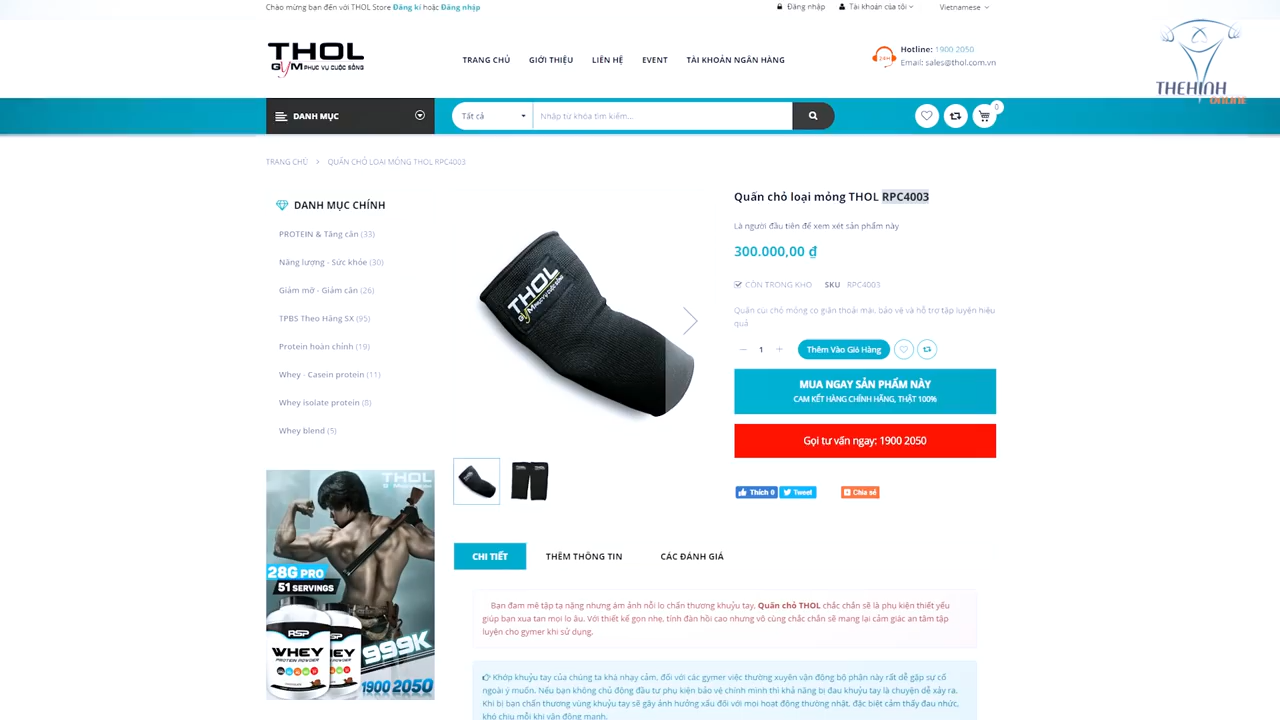 Chào mừng bạn đến với THOL Store Đăng kí hoặc Đăng nhập
Đăng nhập
Tài khoản của tôi
Vietnamese
THOL
GYM PHỤC VỤ CUỘC SỐNG
TRANG CHỦ
GIỚI THIỆU
LIÊN HỆ
EVENT
TÀI KHOẢN NGÂN HÀNG
24H
Hotline: 1900 2050
Email: sales@thol.com.vn
THEHINH
ONLINE
DANH MỤC
Tất cả
Nhập từ khóa tìm kiếm...
0
TRANG CHỦ > QUẤN CHỎ LOẠI MỎNG THOL RPC4003
DANH MỤC CHÍNH
PROTEIN & Tăng cân (33)
Năng lượng - Sức khỏe (30)
Giảm mỡ - Giảm cân (26)
TPBS Theo Hãng SX (95)
Protein hoàn chỉnh (19)
Whey - Casein protein (11)
Whey isolate protein (8)
Whey blend (5)
THOL
28G PRO
51 SERVINGS
RSP
WHEY
PROTEIN POWDER
999K
1900 2050
THOL
GYM PHỤC VỤ CUỘC SỐNG
Quấn chỏ loại mỏng THOL RPC4003
Là người đầu tiên để xem xét sản phẩm này
300.000,00 ₫
CÒN TRONG KHO SKU RPC4003
Quấn cùi chỏ mỏng co giãn thoải mái, bảo vệ và hỗ trợ tập luyện hiệu
quả
1
Thêm Vào Giỏ Hàng
MUA NGAY SẢN PHẨM NÀY
CAM KẾT HÀNG CHÍNH HÃNG, THẬT 100%
Gọi tư vấn ngay: 1900 2050
Thích 0
Tweet
Chia sẻ
CHI TIẾT
THÊM THÔNG TIN
CÁC ĐÁNH GIÁ
Bạn đam mê tập tạ nặng nhưng ám ảnh nỗi lo chấn thương khuỷu tay, Quấn chỏ THOL chắc chắn sẽ là phụ kiện thiết yếu
giúp bạn xua tan mọi lo âu. Với thiết kế gọn nhẹ, tính đàn hồi cao nhưng vô cùng chắc chắn sẽ mang lại cảm giác an tâm tập
luyện cho gymer khi sử dụng.
Khớp khuỷu tay của chúng ta khá nhạy cảm, đối với các gymer việc thường xuyên vận động bộ phận này rất dễ gặp sự cố
ngoài ý muốn. Nếu bạn không chủ động đầu tư phụ kiện bảo vệ chính mình thì khả năng bị đau khuỷu tay là chuyện dễ xảy ra.
Khi bị bạn chấn thương vùng khuỷu tay sẽ gây ảnh hưởng xấu đối với mọi hoạt động thường nhật, đặc biệt cảm thấy đau nhức,
khó chịu mỗi khi vận động mạnh.